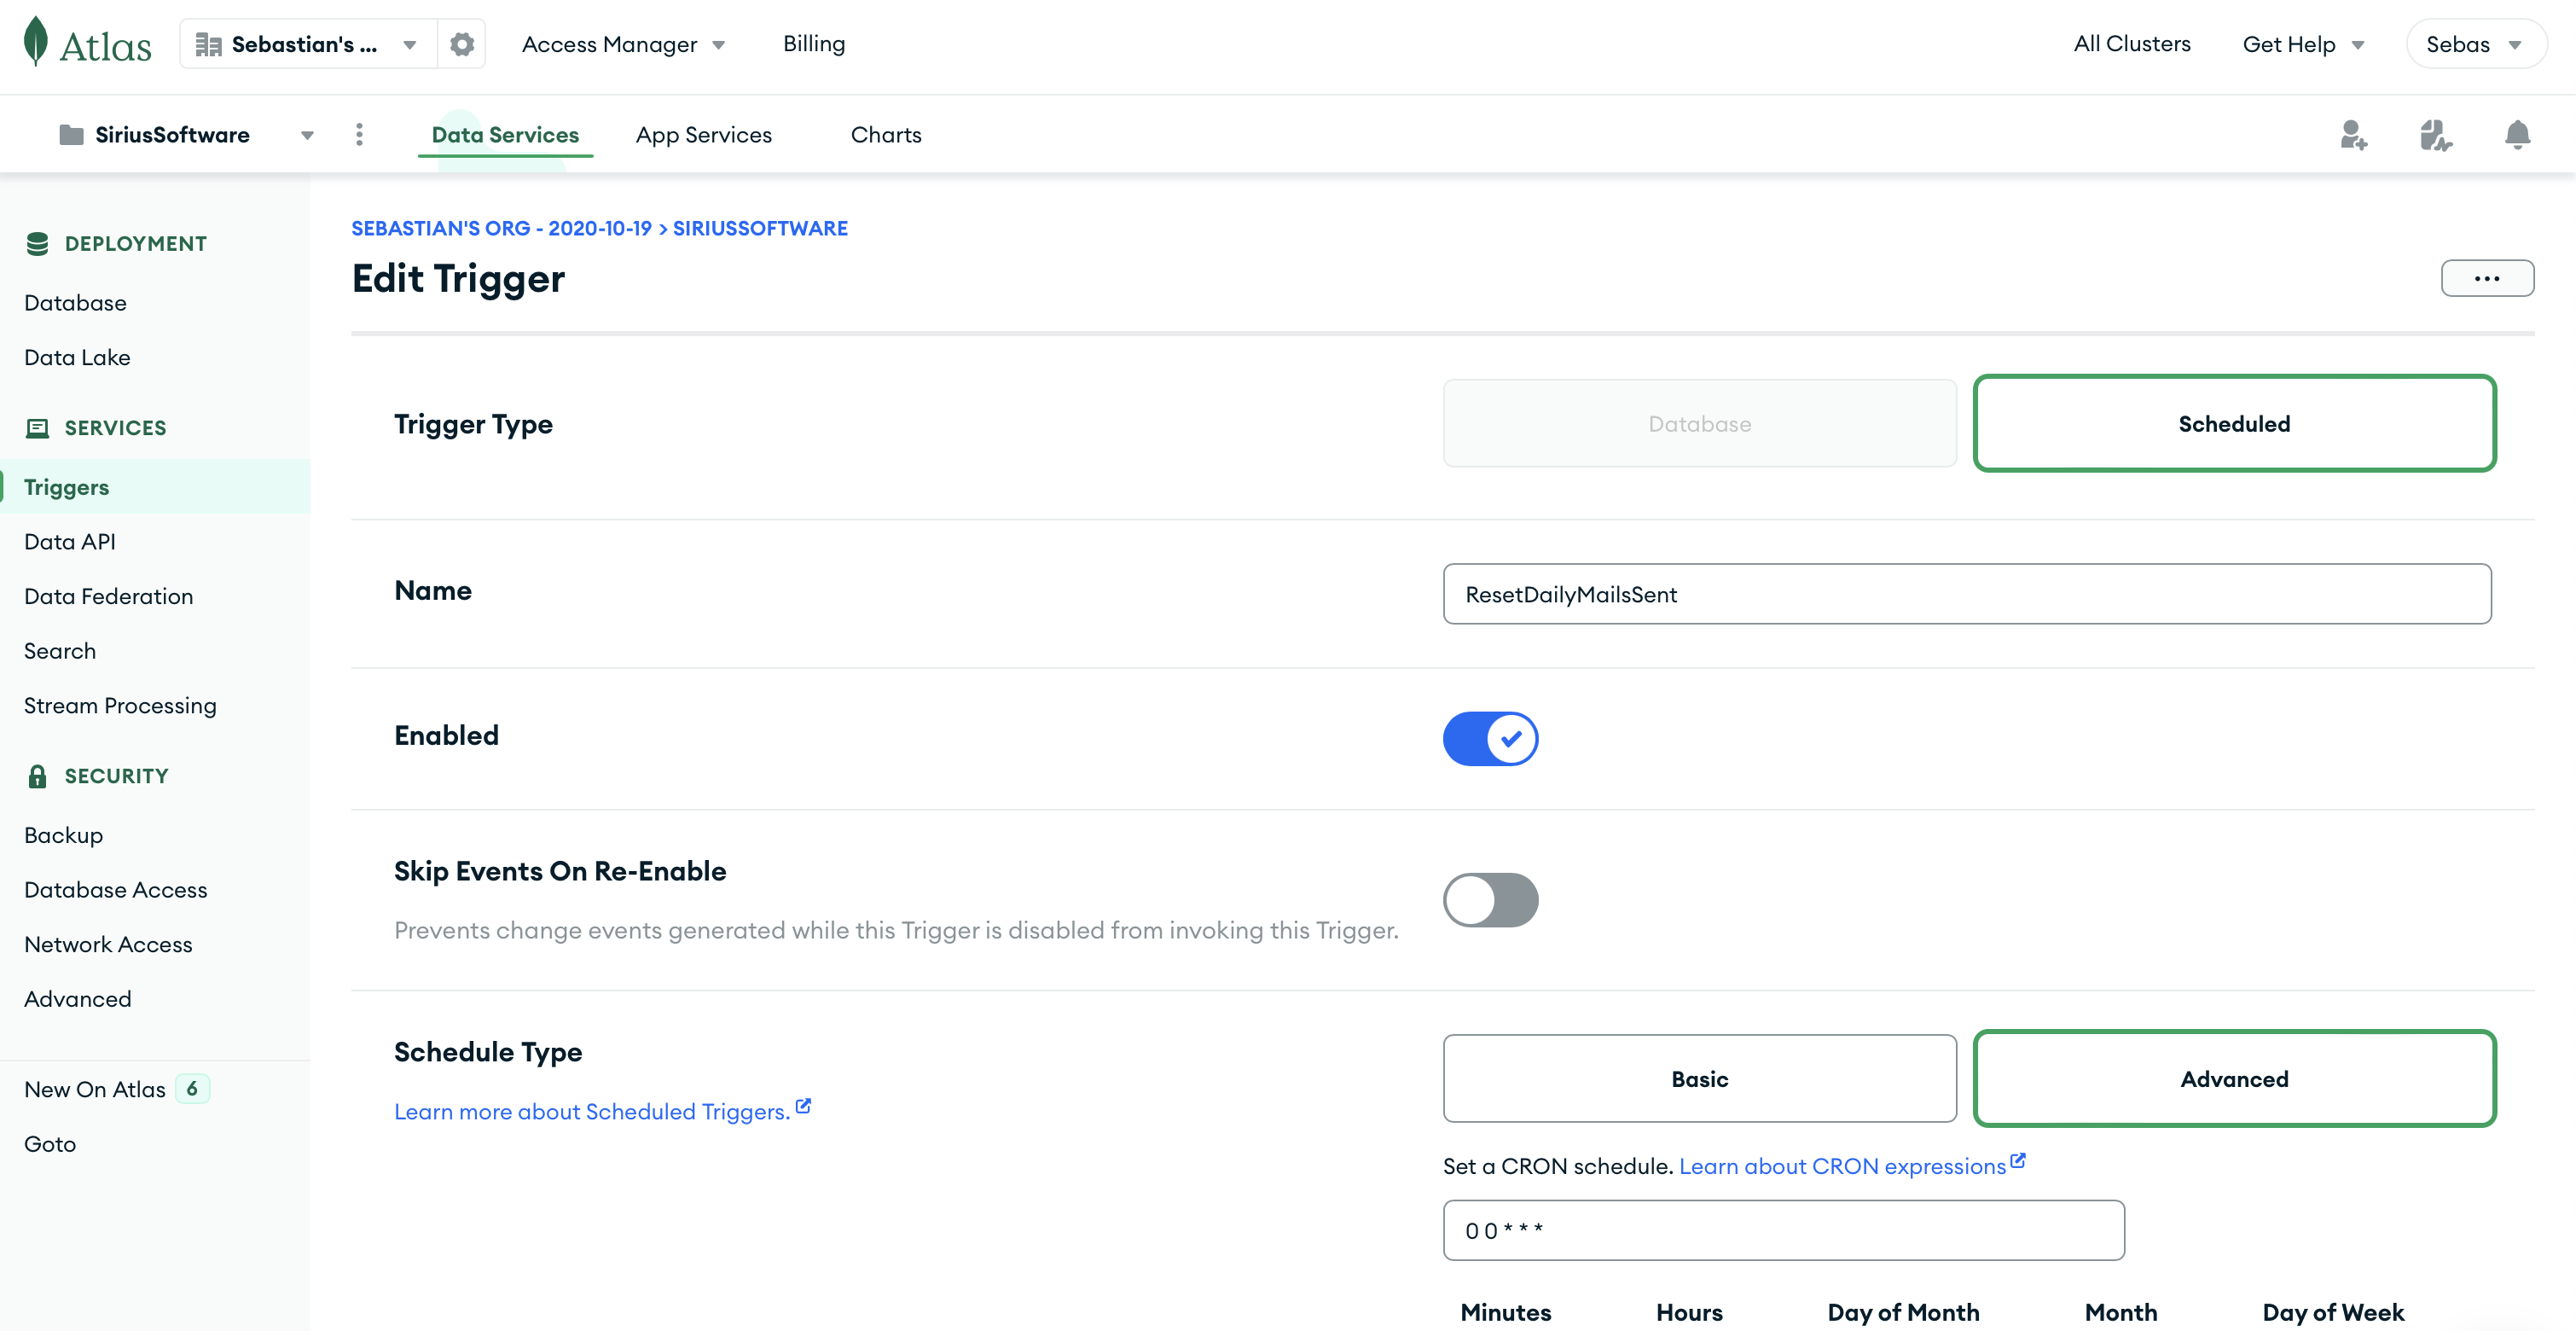 Atlas Sebastian's ... Access Manager Billing All Clusters Get Help Sebas
SiriusSoftware Data Services App Services Charts
DEPLOYMENT
Database
Data Lake
SERVICES
Triggers
Data API
Data Federation
Search
Stream Processing
SECURITY
Backup
Database Access
Network Access
Advanced
New On Atlas 6
Goto
SEBASTIAN'S ORG - 2020-10-19 > SIRIUSSOFTWARE
Edit Trigger
Trigger Type Database Scheduled
Name ResetDailyMailsSent
Enabled
Skip Events On Re-Enable
Prevents change events generated while this Trigger is disabled from invoking this Trigger.
Schedule Type Basic Advanced
Learn more about Scheduled Triggers.
Set a CRON schedule. Learn about CRON expressions
0 0 * * *
Minutes Hours Day of Month Month Day of Week